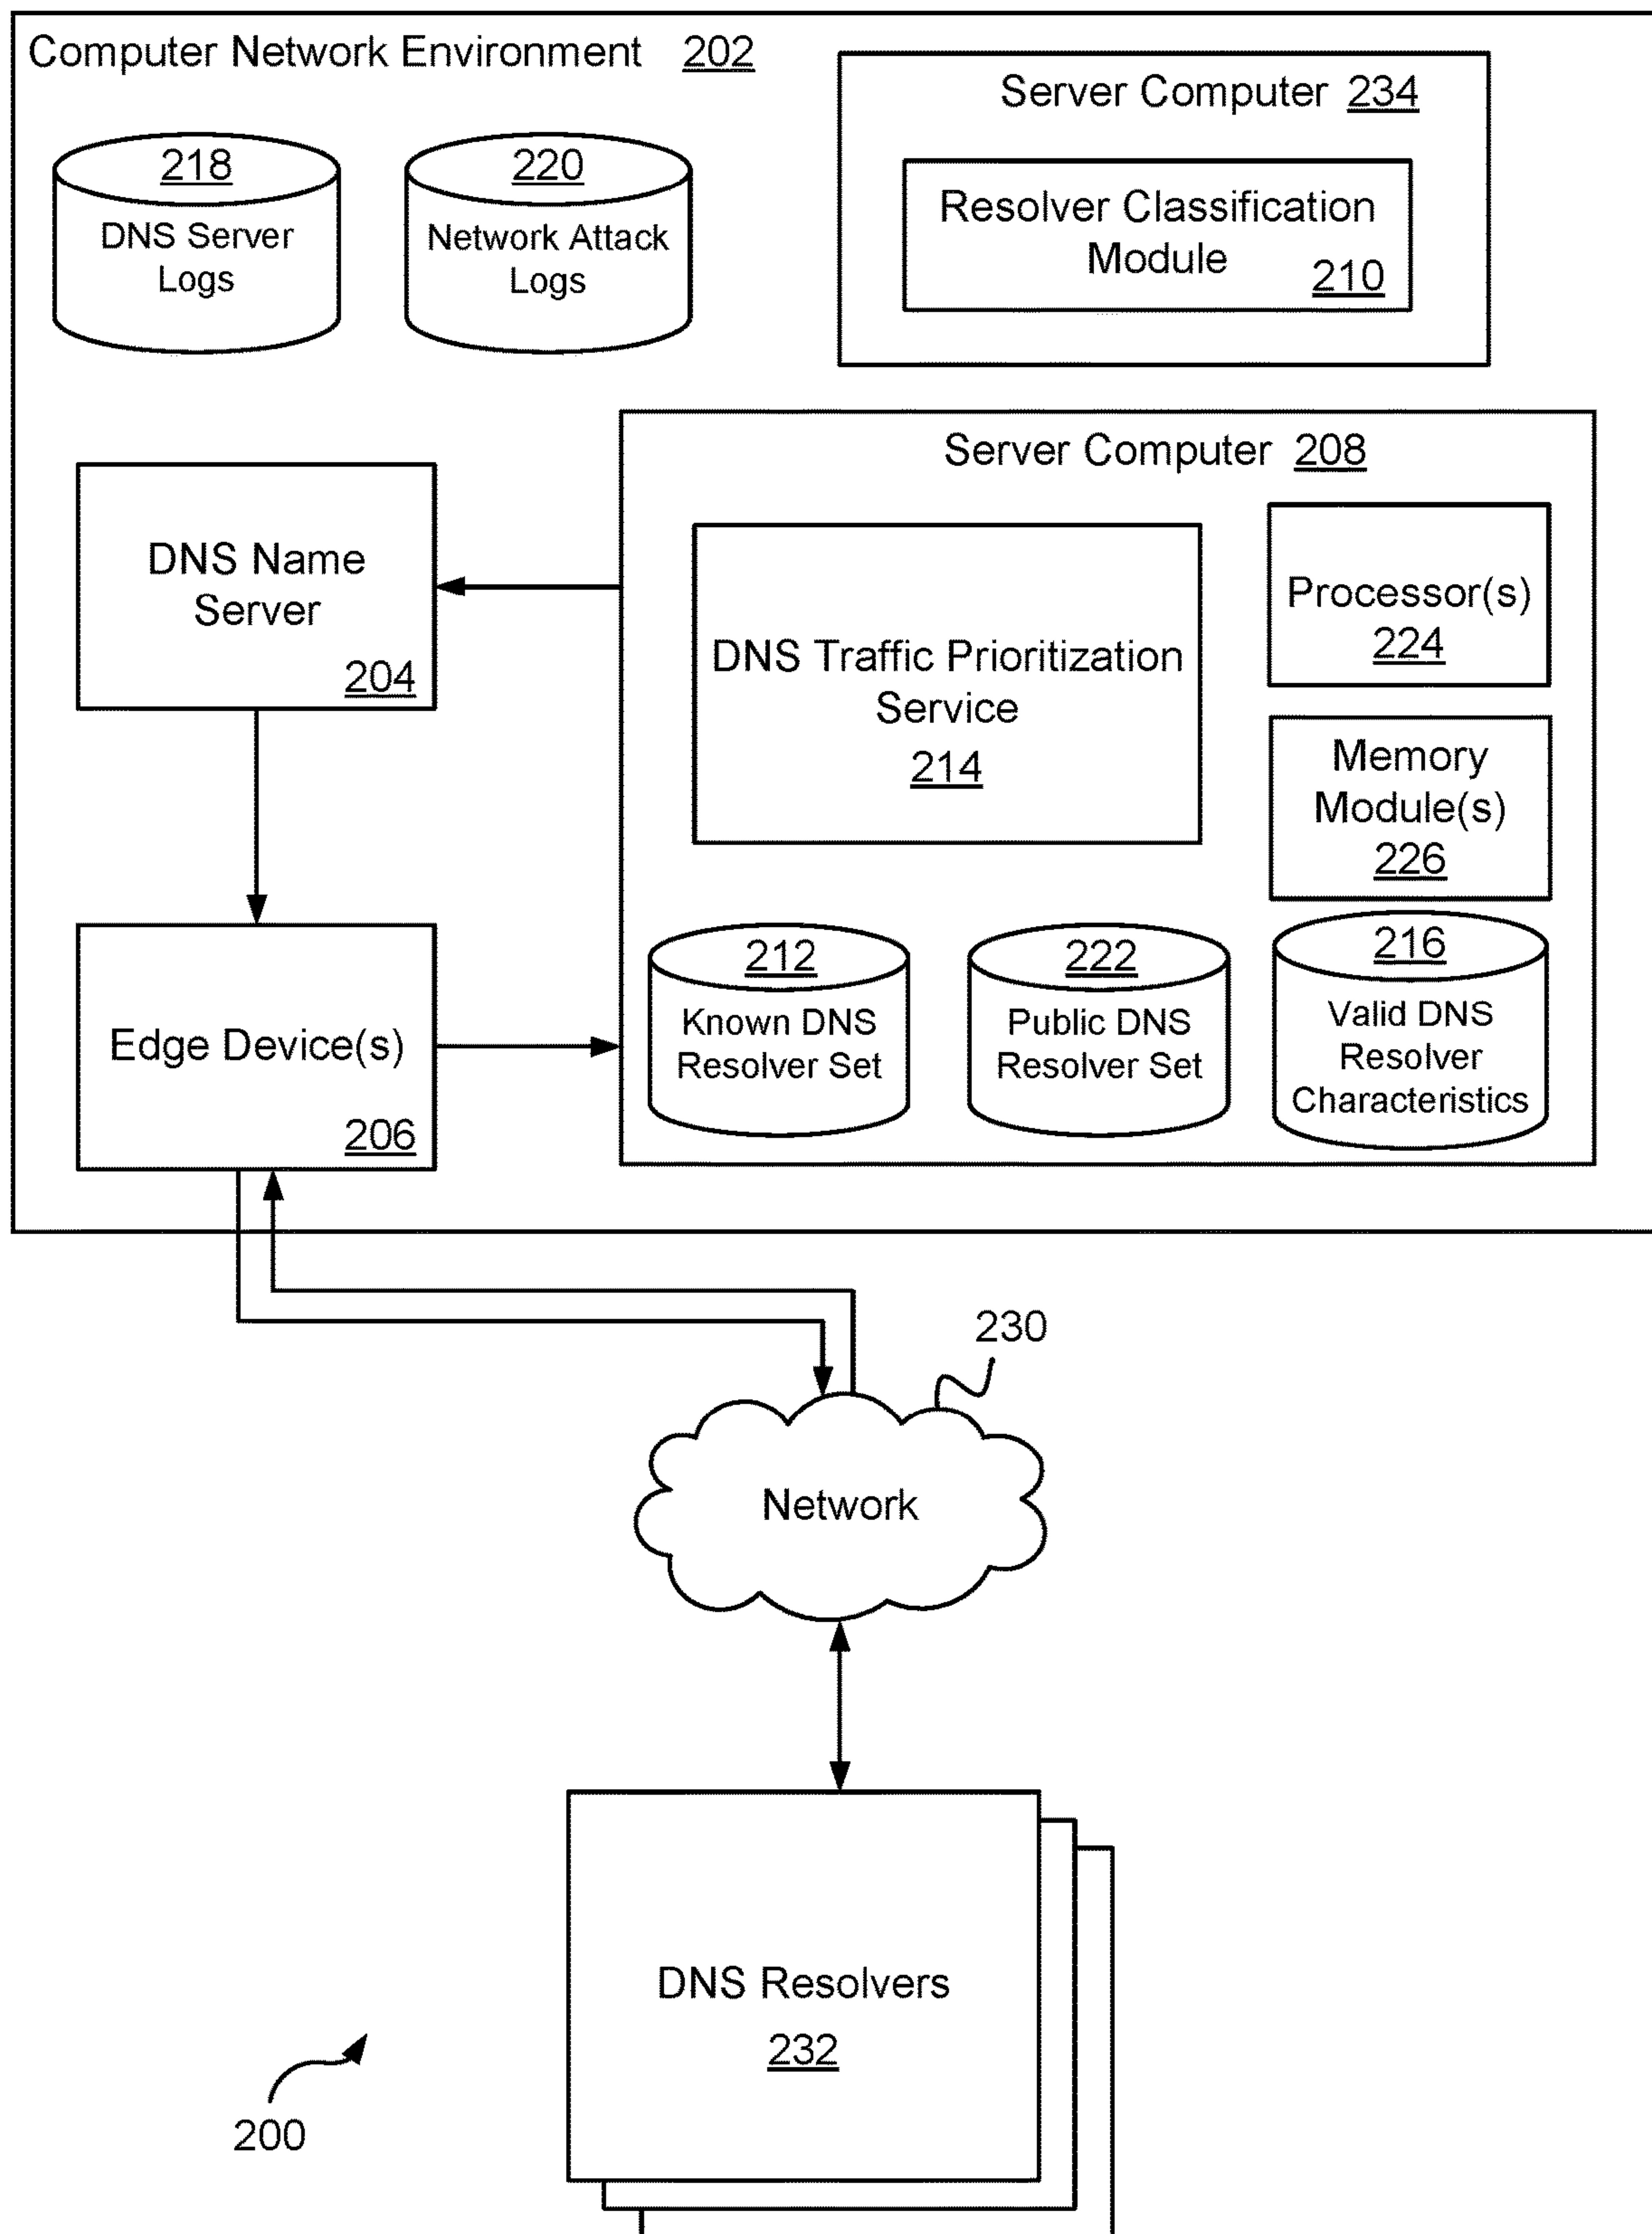 Computer Network Environment 202
Server Computer 234
218
DNS Server
Logs
220
Network Attack
Logs
Resolver Classification
Module
210
Server Computer 208
DNS Name
Server
204
DNS Traffic Prioritization
Service
214
Processor(s)
224
Memory
Module(s)
226
Edge Device(s)
206
212
Known DNS
Resolver Set
222
Public DNS
Resolver Set
216
Valid DNS
Resolver
Characteristics
230
Network
DNS Resolvers
232
200